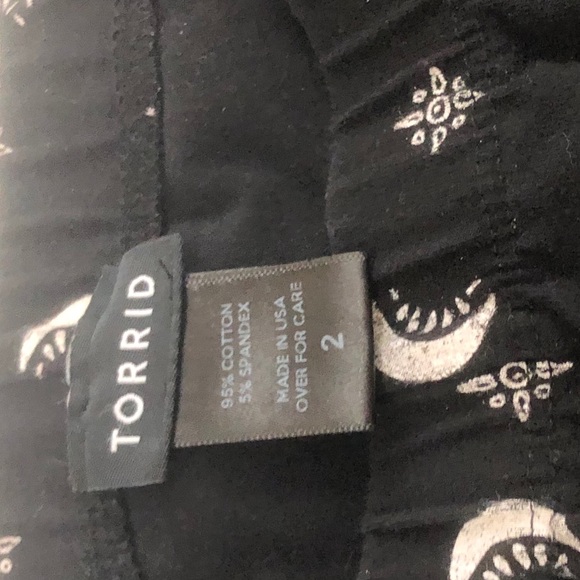 TORRID
95% COTTON
5% SPANDEX
MADE IN USA
OVER FOR CARE
2